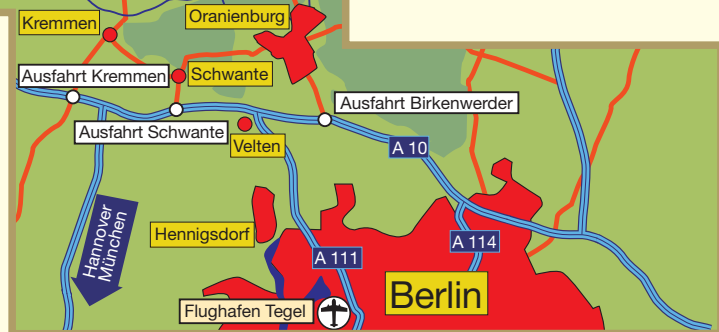 Kremmen
Oranienburg
Ausfahrt Kremmen
Schwante
Ausfahrt Birkenwerder
Ausfahrt Schwante
Velten
A 10
Hannover
München
Hennigsdorf
A 111
A 114
Berlin
Flughafen Tegel